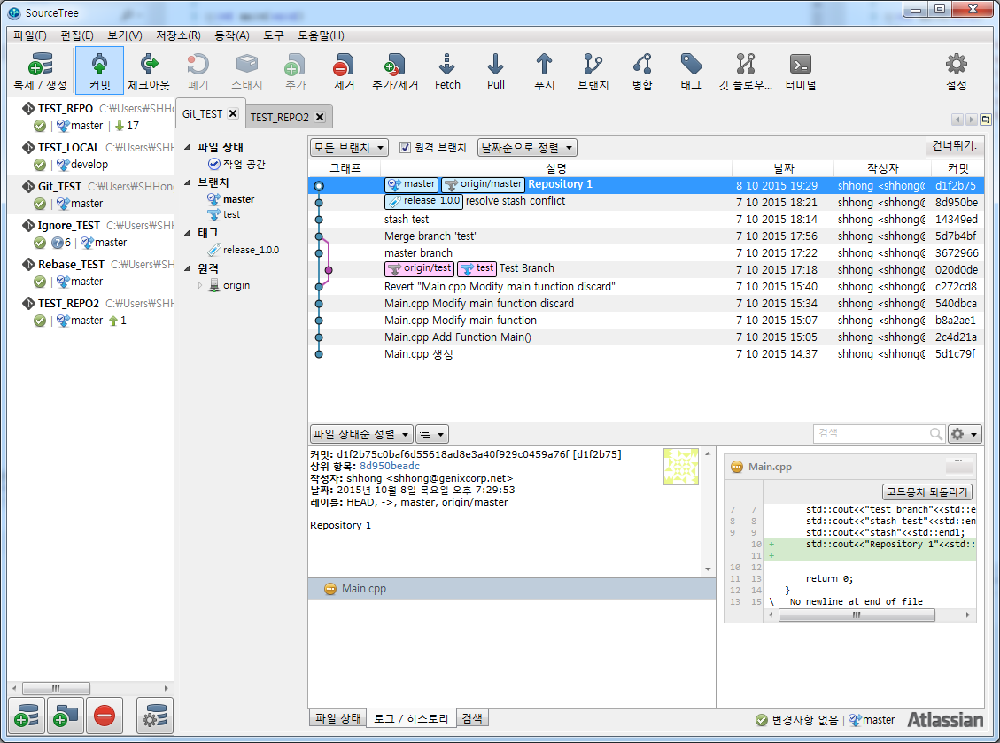 SourceTree
파일(F) 편집(E) 보기(V) 저장소(R) 동작(A) 도구 도움말(H)
복제 / 생성 커밋 체크아웃 폐기 스태시 추가 제거 추가/제거 Fetch Pull 푸시 브랜치 병합 태그 깃 플로우... 터미널 설정
TEST_REPO C:₩Users₩SHHo
master 17
TEST_LOCAL C:₩Users₩SH
develop
Git_TEST C:₩Users₩SHHong
master
Ignore_TEST C:₩Users₩SH
6 master
Rebase_TEST C:₩Users₩SH
master
TEST_REPO2 C:₩Users₩SH
master 1
Git_TEST TEST_REPO2
파일 상태
작업 공간
브랜치
master
test
태그
release_1.0.0
원격
origin
모든 브랜치 원격 브랜치 날짜순으로 정렬 건너뛰기:
그래프 설명 날짜 작성자 커밋
master origin/master Repository 1 8 10 2015 19:29 shhong <shhong@ d1f2b75
release_1.0.0 resolve stash conflict 7 10 2015 18:21 shhong <shhong@ 8d950be
stash test 7 10 2015 18:14 shhong <shhong@ 14349ed
Merge branch 'test' 7 10 2015 17:56 shhong <shhong@ 5d7b4bf
master branch 7 10 2015 17:22 shhong <shhong@ 3672966
origin/test test Test Branch 7 10 2015 17:18 shhong <shhong@ 020d0de
Revert "Main.cpp Modify main function discard" 7 10 2015 15:40 shhong <shhong@ c272cd8
Main.cpp Modify main function discard 7 10 2015 15:34 shhong <shhong@ 540dbca
Main.cpp Modify main function 7 10 2015 15:07 shhong <shhong@ b8a2ae1
Main.cpp Add Function Main() 7 10 2015 15:05 shhong <shhong@ 2c4d21a
Main.cpp 생성 7 10 2015 14:37 shhong <shhong@ 5d1c79f
파일 상태순 정렬 검색
커밋: d1f2b75c0baf6d55618ad8e3a40f929c0459a76f [d1f2b75]
상위 항목: 8d950beadc
작성자: shhong <shhong@genixcorp.net>
날짜: 2015년 10월 8일 목요일 오후 7:29:53
레이블: HEAD, ->, master, origin/master
Repository 1
Main.cpp
Main.cpp ...
코드뭉치 되돌리기
7 7 std::cout<<"test branch"<<std::e
8 8 std::cout<<"stash test"<<std::en
9 9 std::cout<<"stash"<<std::endl;
10 + std::cout<<"Repository 1"<<std::
11 +
10 12
11 13 return 0;
12 14 }
13 15 \ No newline at end of file
파일 상태 로그 / 히스토리 검색
변경사항 없음 master Atlassian